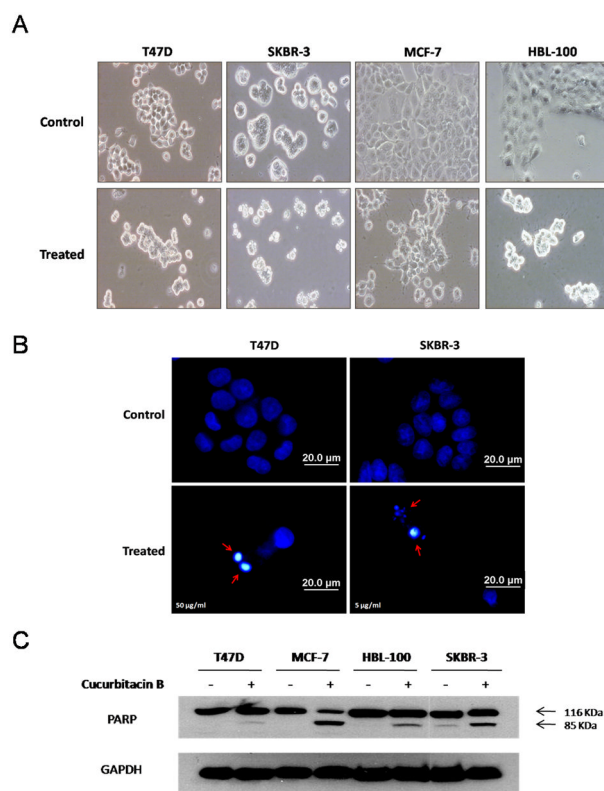 A
T47D SKBR-3 MCF-7 HBL-100
Control
Treated
B
T47D SKBR-3
Control
20.0 µm 20.0 µm
Treated
20.0 µm 20.0 µm
50 µg/ml 5 µg/ml
C
T47D MCF-7 HBL-100 SKBR-3
Cucurbitacin B - + - + - + - +
PARP
116 KDa
85 KDa
GAPDH